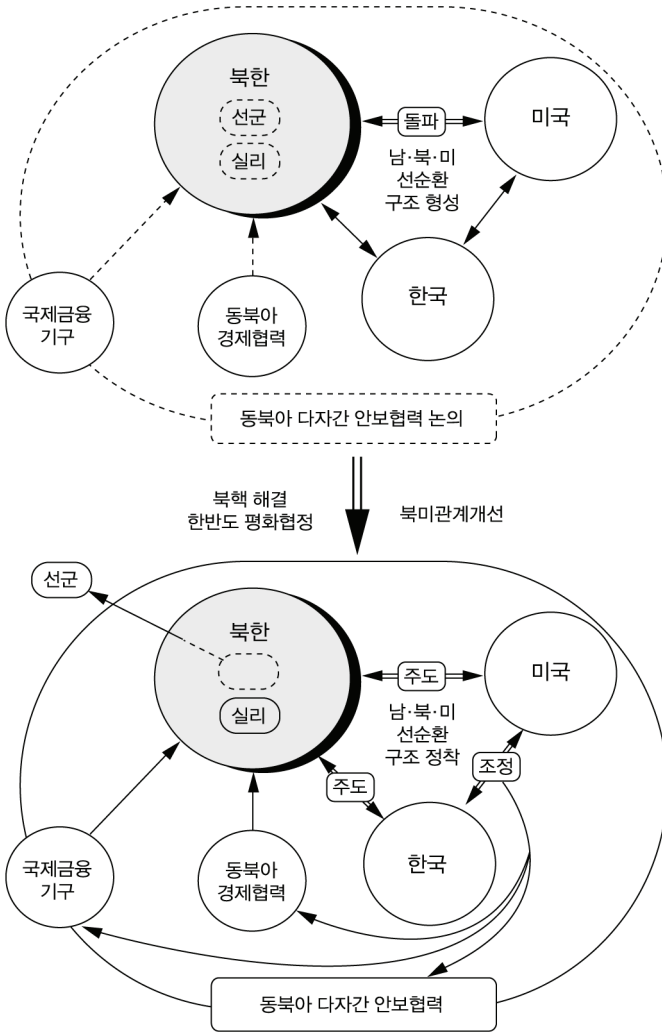 북한
선군
실리
돌파
미국
남·북·미
선순환
구조 형성
한국
국제금융
기구
동북아
경제협력
동북아 다자간 안보협력 논의
북핵 해결
한반도 평화협정
북미관계개선
선군
북한
실리
주도
미국
남·북·미
선순환
구조 정착
조정
주도
한국
국제금융
기구
동북아
경제협력
동북아 다자간 안보협력